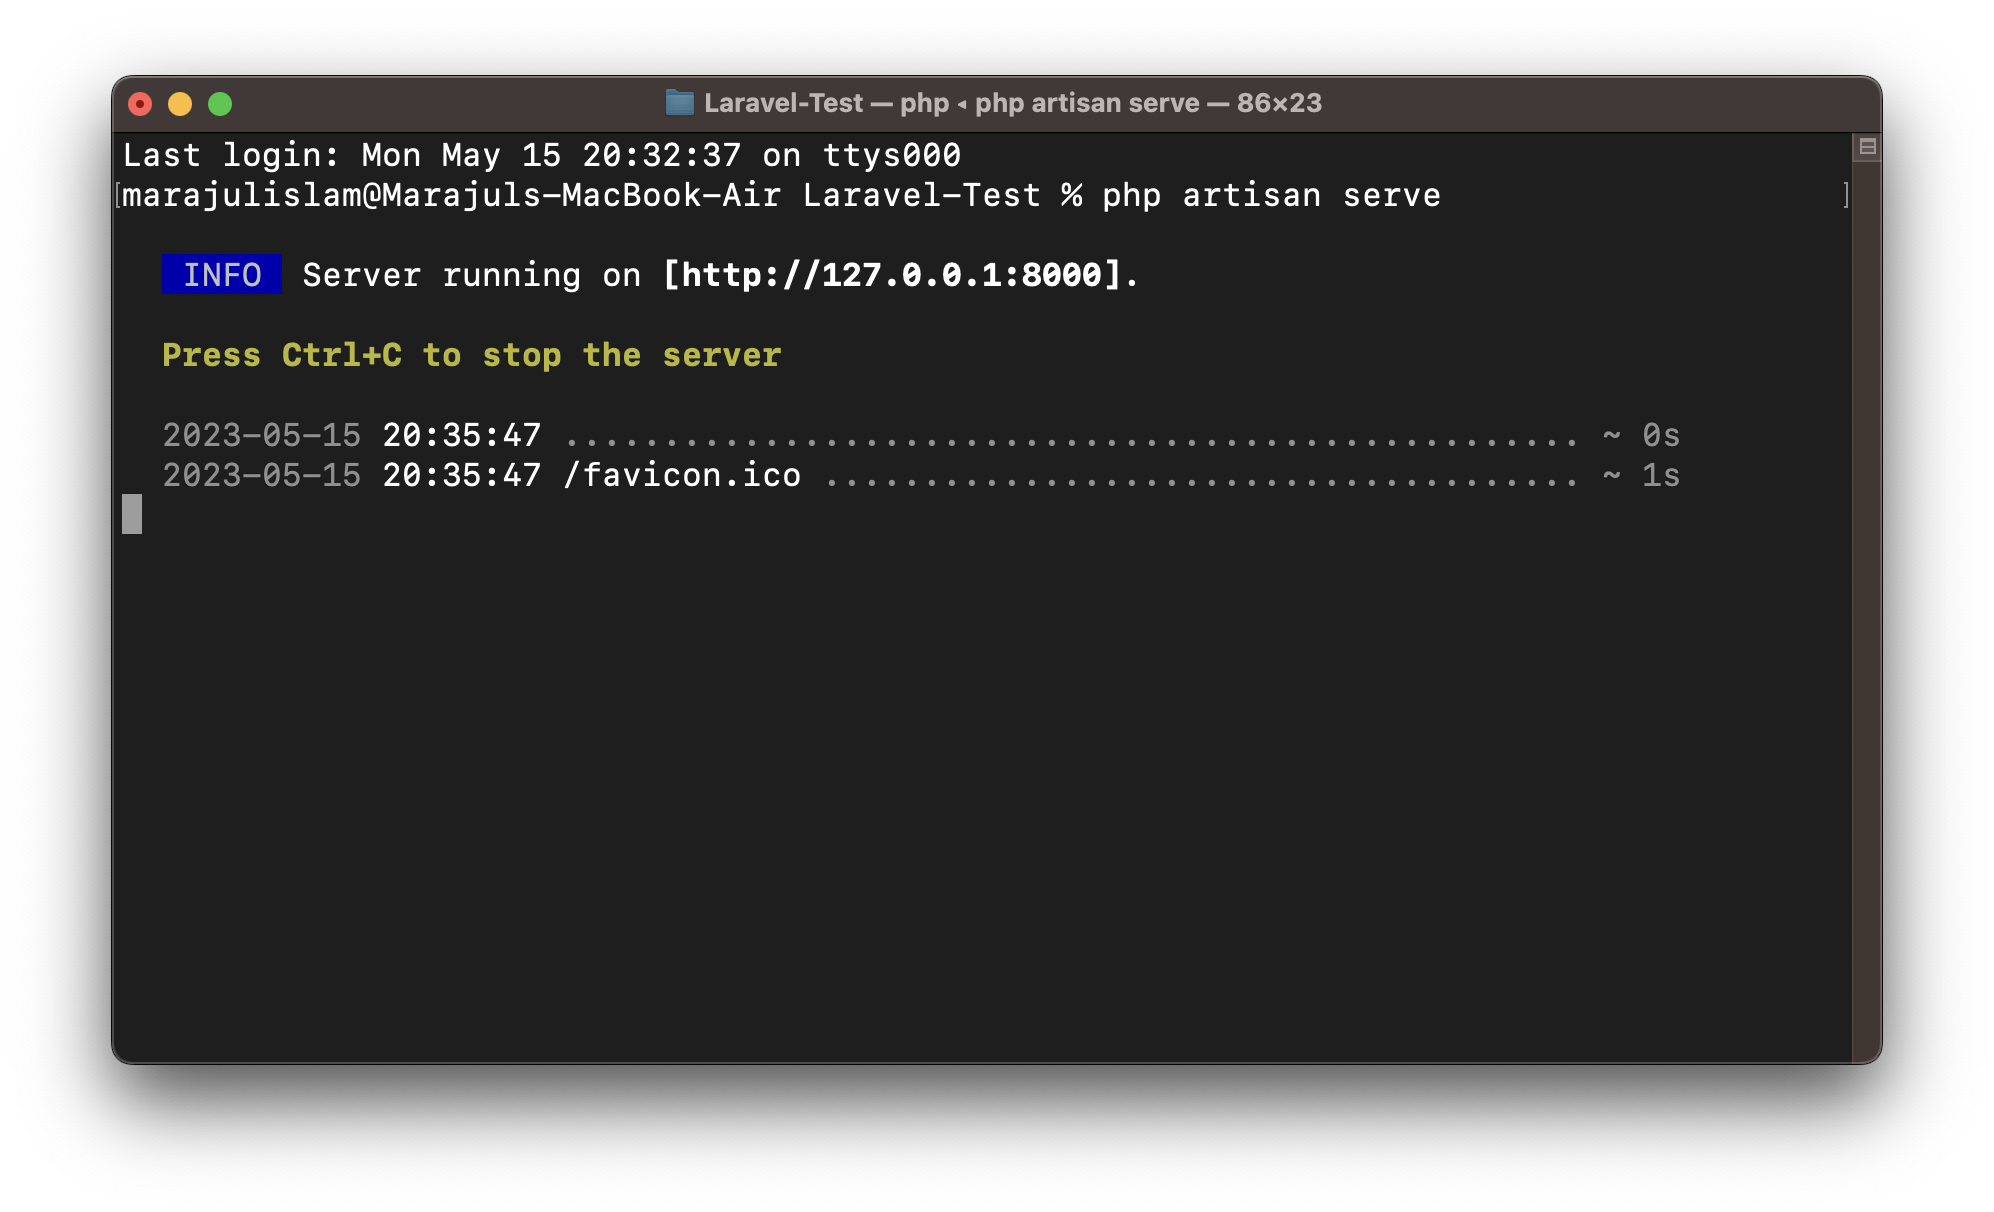 Laravel-Test — php ◂ php artisan serve — 86×23
Last login: Mon May 15 20:32:37 on ttys000
[marajulislam@Marajuls-MacBook-Air Laravel-Test % php artisan serve ]
INFO Server running on [http://127.0.0.1:8000].
Press Ctrl+C to stop the server
2023-05-15 20:35:47 ................................................... ~ 0s
2023-05-15 20:35:47 /favicon.ico ...................................... ~ 1s